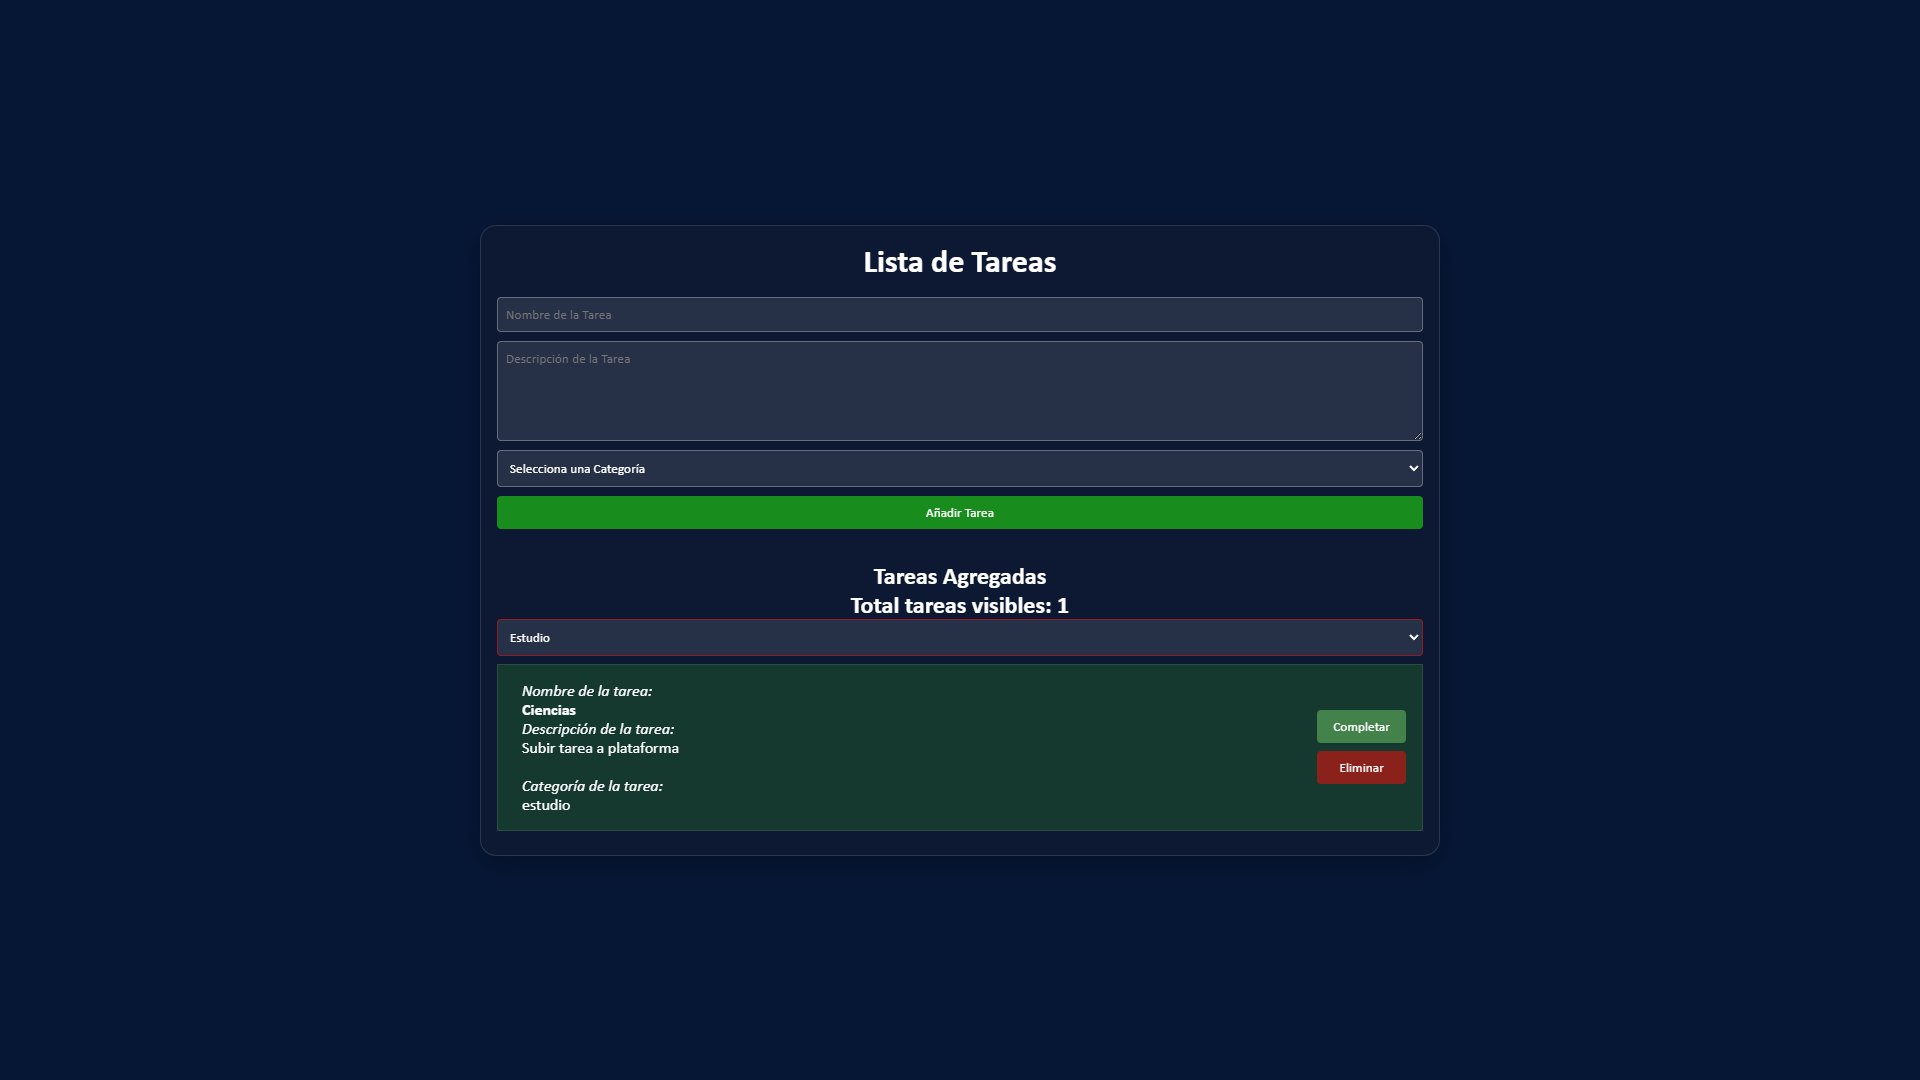 Lista de Tareas
Nombre de la Tarea
Descripción de la Tarea
Selecciona una Categoría
Añadir Tarea
Tareas Agregadas
Total tareas visibles: 1
Estudio
Nombre de la tarea:
Ciencias
Descripción de la tarea:
Subir tarea a plataforma
Categoría de la tarea:
estudio
Completar
Eliminar